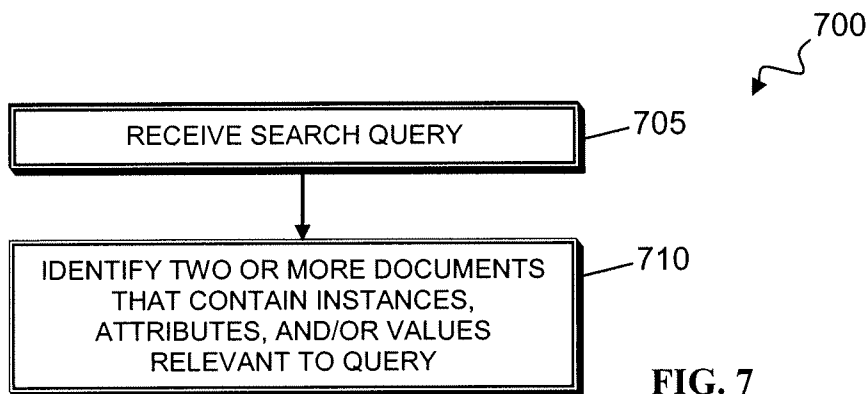 700
RECEIVE SEARCH QUERY
705
IDENTIFY TWO OR MORE DOCUMENTS
THAT CONTAIN INSTANCES,
ATTRIBUTES, AND/OR VALUES
RELEVANT TO QUERY
710
FIG. 7